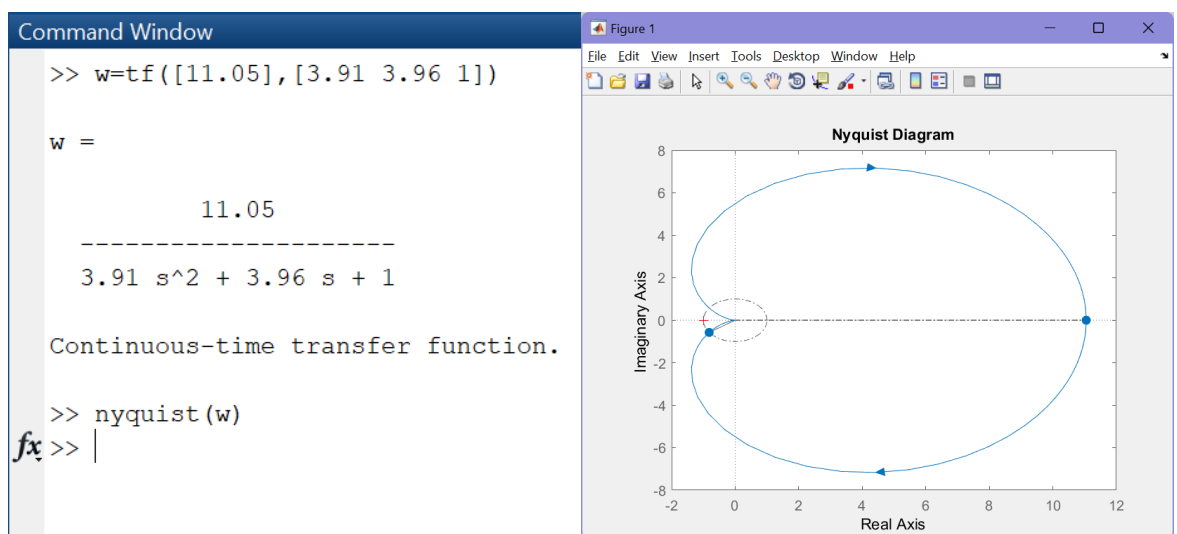 Command Window
>> w=tf([11.05],[3.91 3.96 1])
w =
11.05
---------------------
3.91 s^2 + 3.96 s + 1
Continuous-time transfer function.
>> nyquist(w)
fx >>
Figure 1
File Edit View Insert Tools Desktop Window Help
Nyquist Diagram
8
6
4
2
0
-2
-4
-6
-8
Imaginary Axis
-2 0 2 4 6 8 10 12
Real Axis